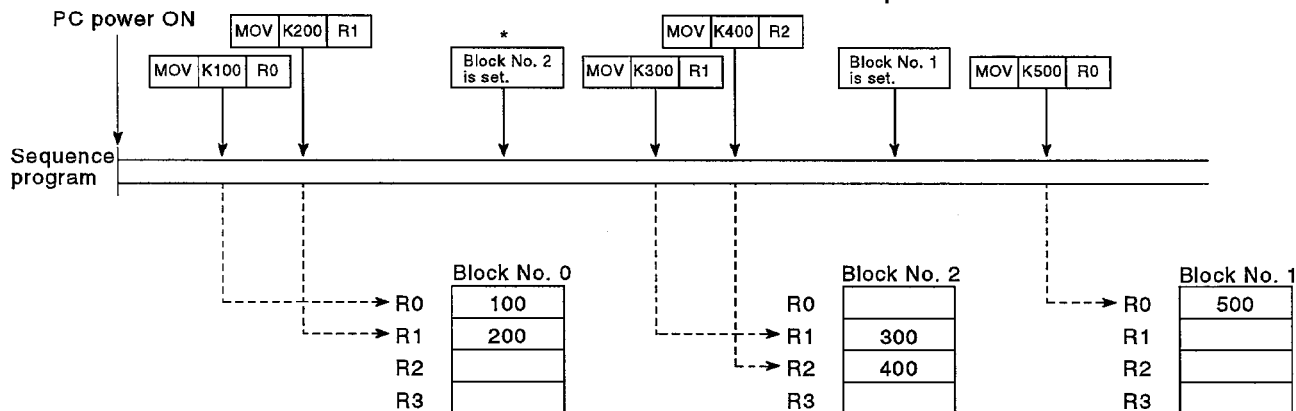 PC power ON
MOV K200 R1
MOV K100 R0
*
Block No. 2
is set.
MOV K400 R2
MOV K300 R1
Block No. 1
is set.
MOV K500 R0
Sequence
program
Block No. 0
R0 100
R1 200
R2
R3
Block No. 2
R0
R1 300
R2 400
R3
Block No. 1
R0 500
R1
R2
R3